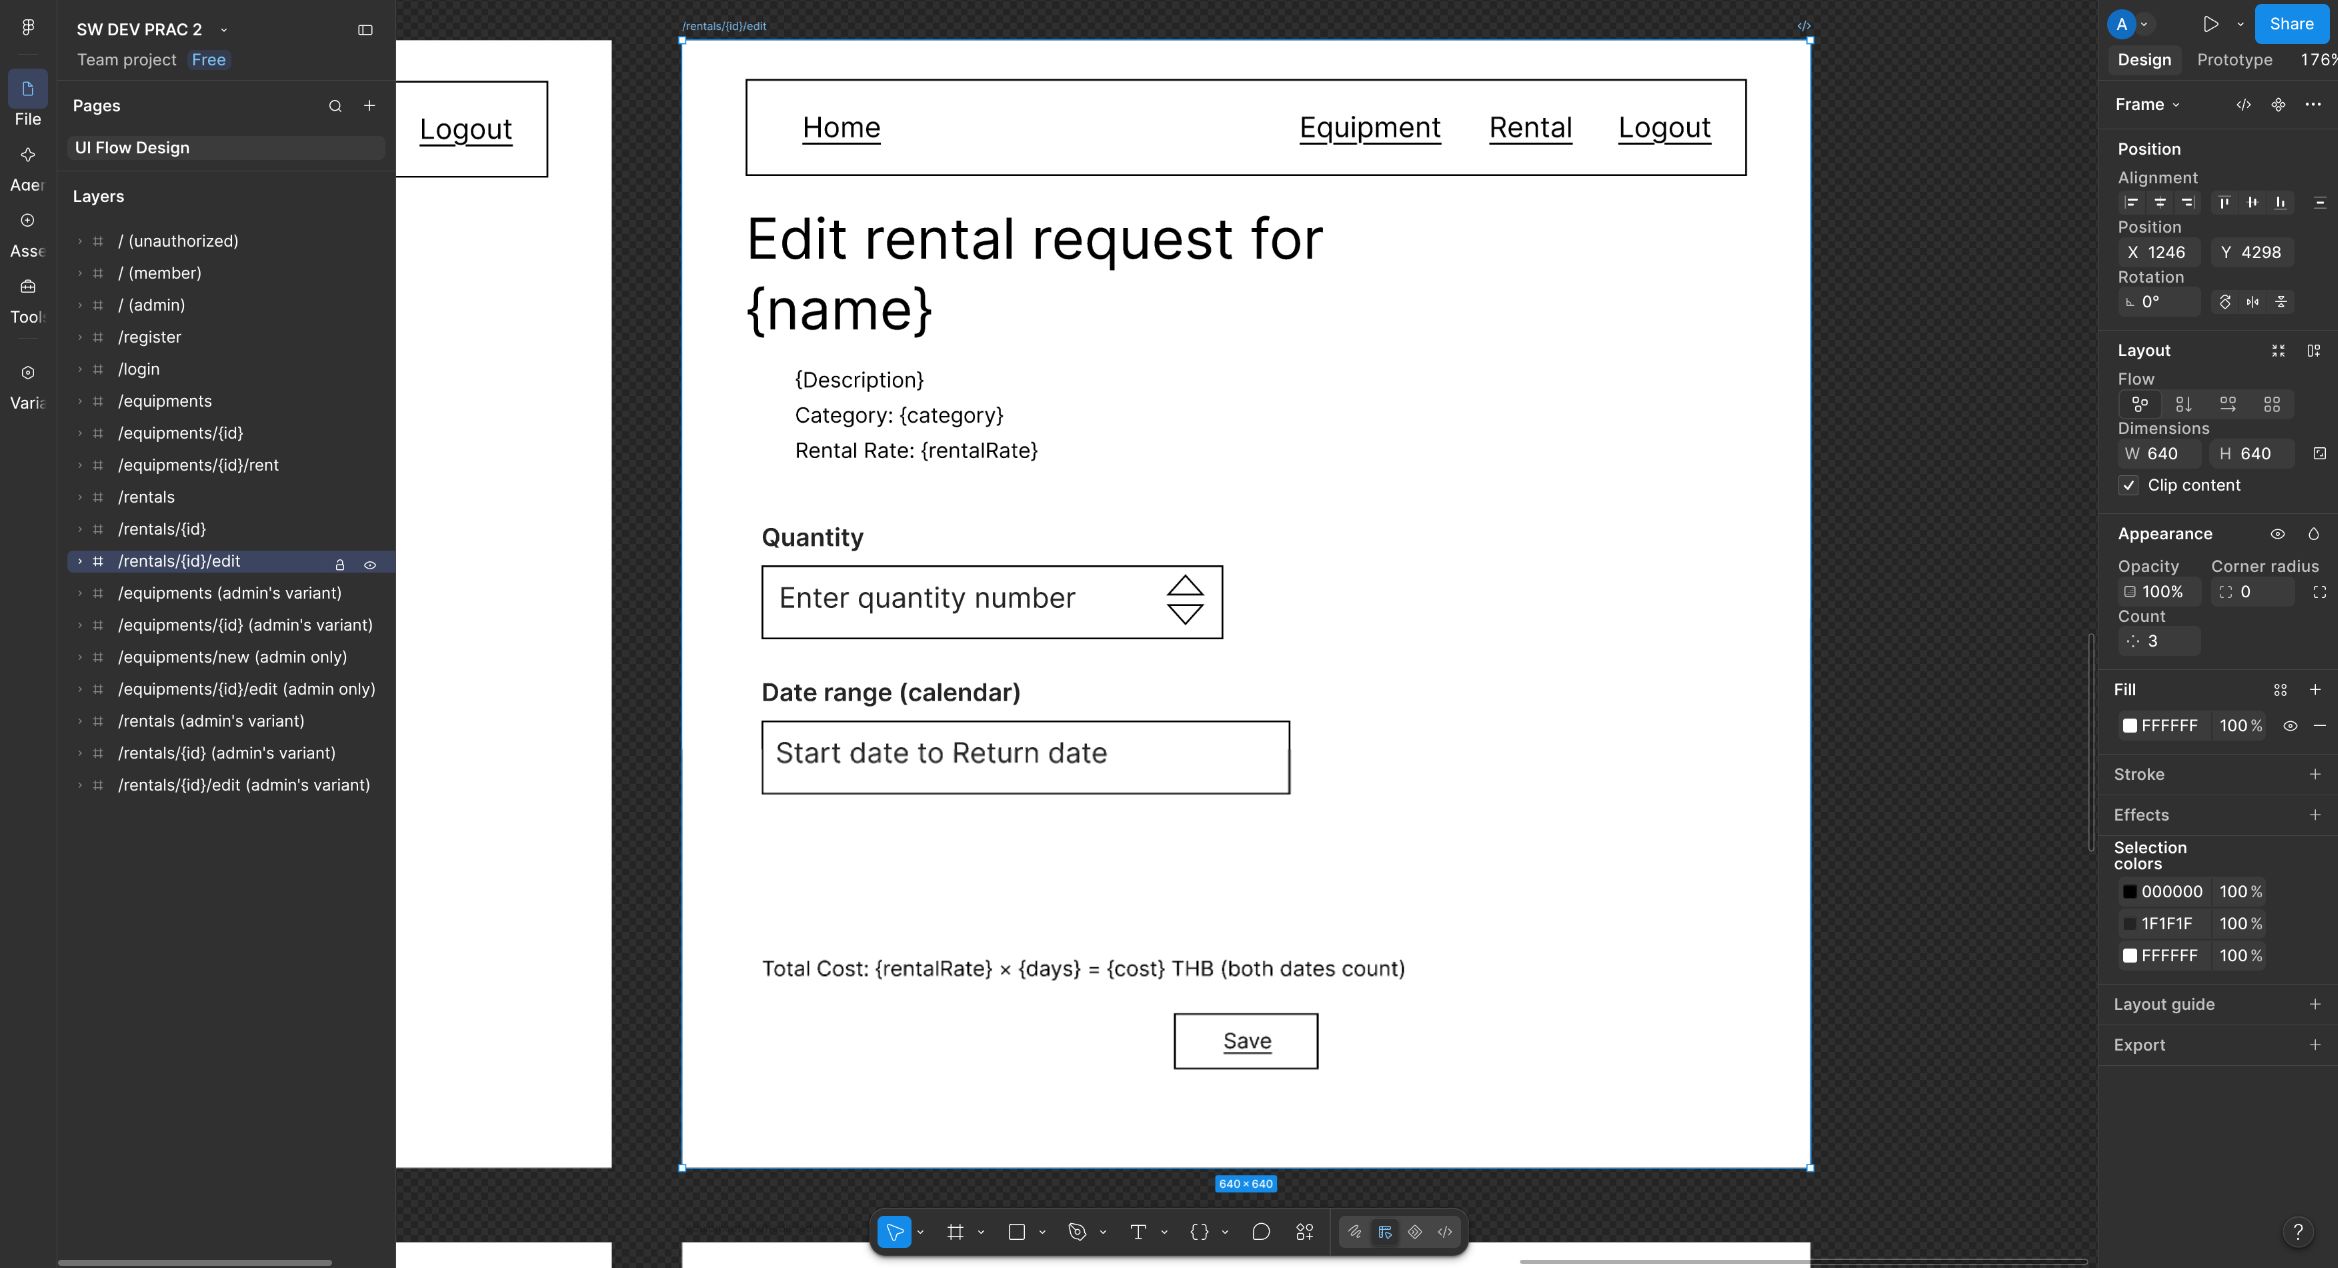 SW DEV PRAC 2
Team project Free
File
Agen
Asse
Tools
Varia
Pages
UI Flow Design
Layers
/ (unauthorized)
/ (member)
/ (admin)
/register
/login
/equipments
/equipments/{id}
/equipments/{id}/rent
/rentals
/rentals/{id}
/rentals/{id}/edit
/equipments (admin's variant)
/equipments/{id} (admin's variant)
/equipments/new (admin only)
/equipments/{id}/edit (admin only)
/rentals (admin's variant)
/rentals/{id} (admin's variant)
/rentals/{id}/edit (admin's variant)
Logout
/rentals/{id}/edit
Home Equipment Rental Logout
Edit rental request for
{name}
{Description}
Category: {category}
Rental Rate: {rentalRate}
Quantity
Enter quantity number
Date range (calendar)
Start date to Return date
Total Cost: {rentalRate} × {days} = {cost} THB (both dates count)
Save
640 × 640
A
Share
Design Prototype 176%
Frame
Position
Alignment
Position
X 1246 Y 4298
Rotation
0°
Layout
Flow
Dimensions
W 640 H 640
Clip content
Appearance
Opacity Corner radius
100% 0
Count
3
Fill
FFFFFF 100 %
Stroke
Effects
Selection
colors
000000 100 %
1F1F1F 100 %
FFFFFF 100 %
Layout guide
Export
?